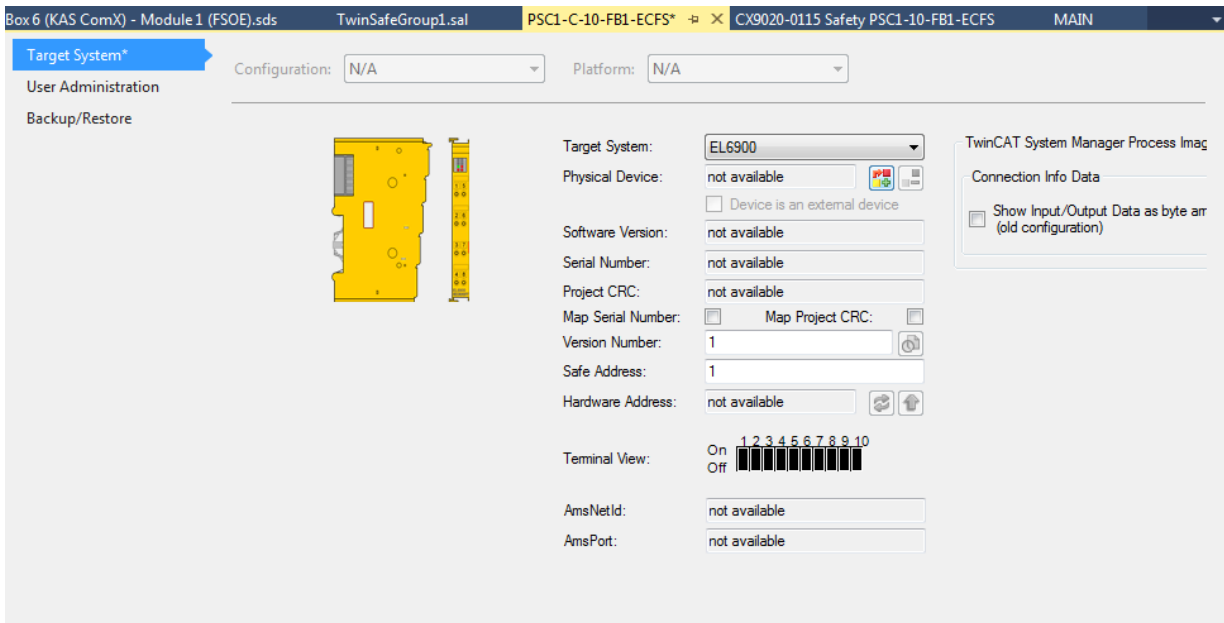 Box 6 (KAS ComX) - Module 1 (FSOE).sds TwinSafeGroup1.sal PSC1-C-10-FB1-ECFS* CX9020-0115 Safety PSC1-10-FB1-ECFS MAIN
Target System*
User Administration
Backup/Restore
Configuration: N/A Platform: N/A
Target System: EL6900
Physical Device: not available
Device is an external device
Software Version: not available
Serial Number: not available
Project CRC: not available
Map Serial Number: Map Project CRC:
Version Number: 1
Safe Address: 1
Hardware Address: not available
Terminal View: On 1 2 3 4 5 6 7 8 9 10
Off
AmsNetId: not available
AmsPort: not available
TwinCAT System Manager Process Imag
Connection Info Data
Show Input/Output Data as byte arr
(old configuration)